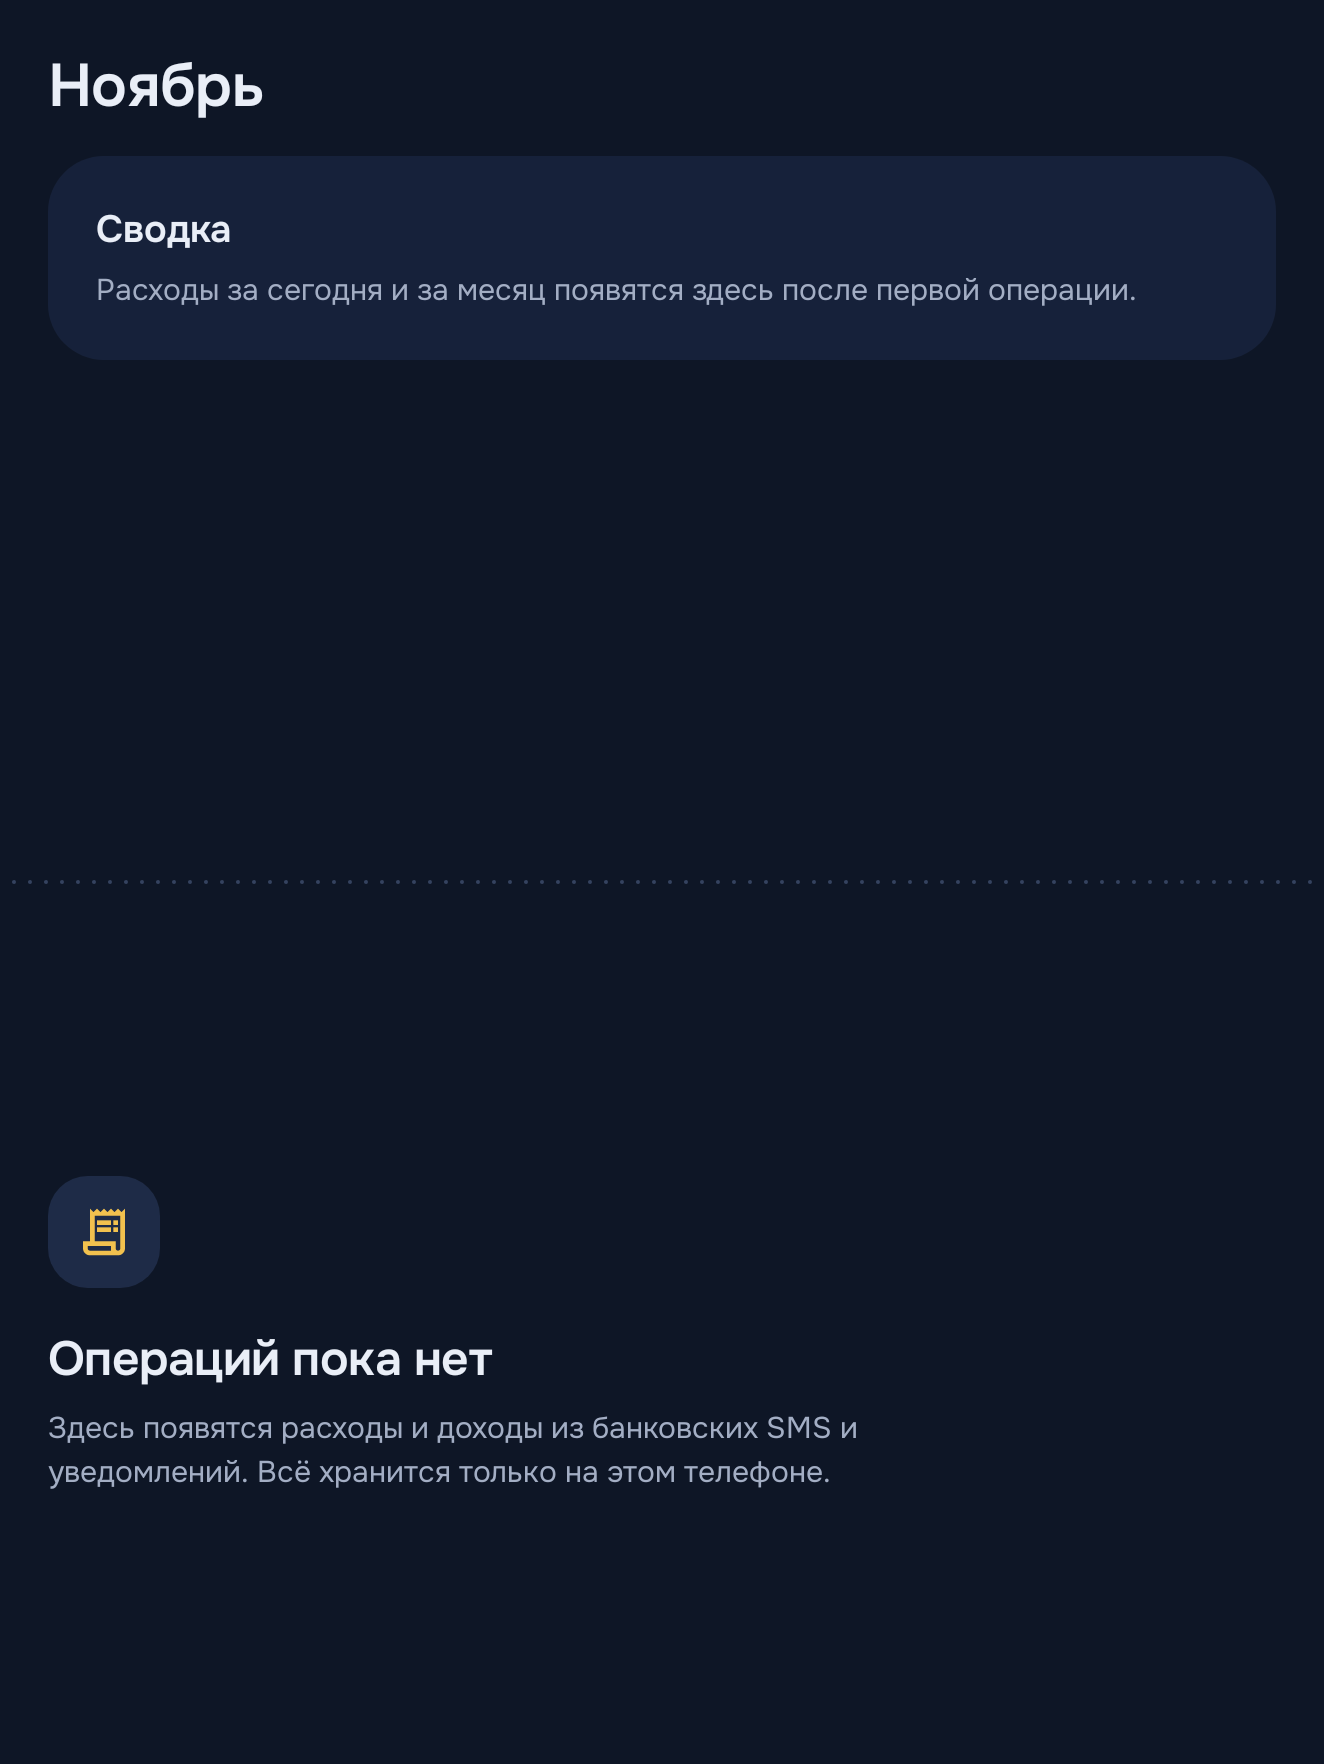 Ноябрь
Сводка
Расходы за сегодня и за месяц появятся здесь после первой операции.
Операций пока нет
Здесь появятся расходы и доходы из банковских SMS и
уведомлений. Всё хранится только на этом телефоне.